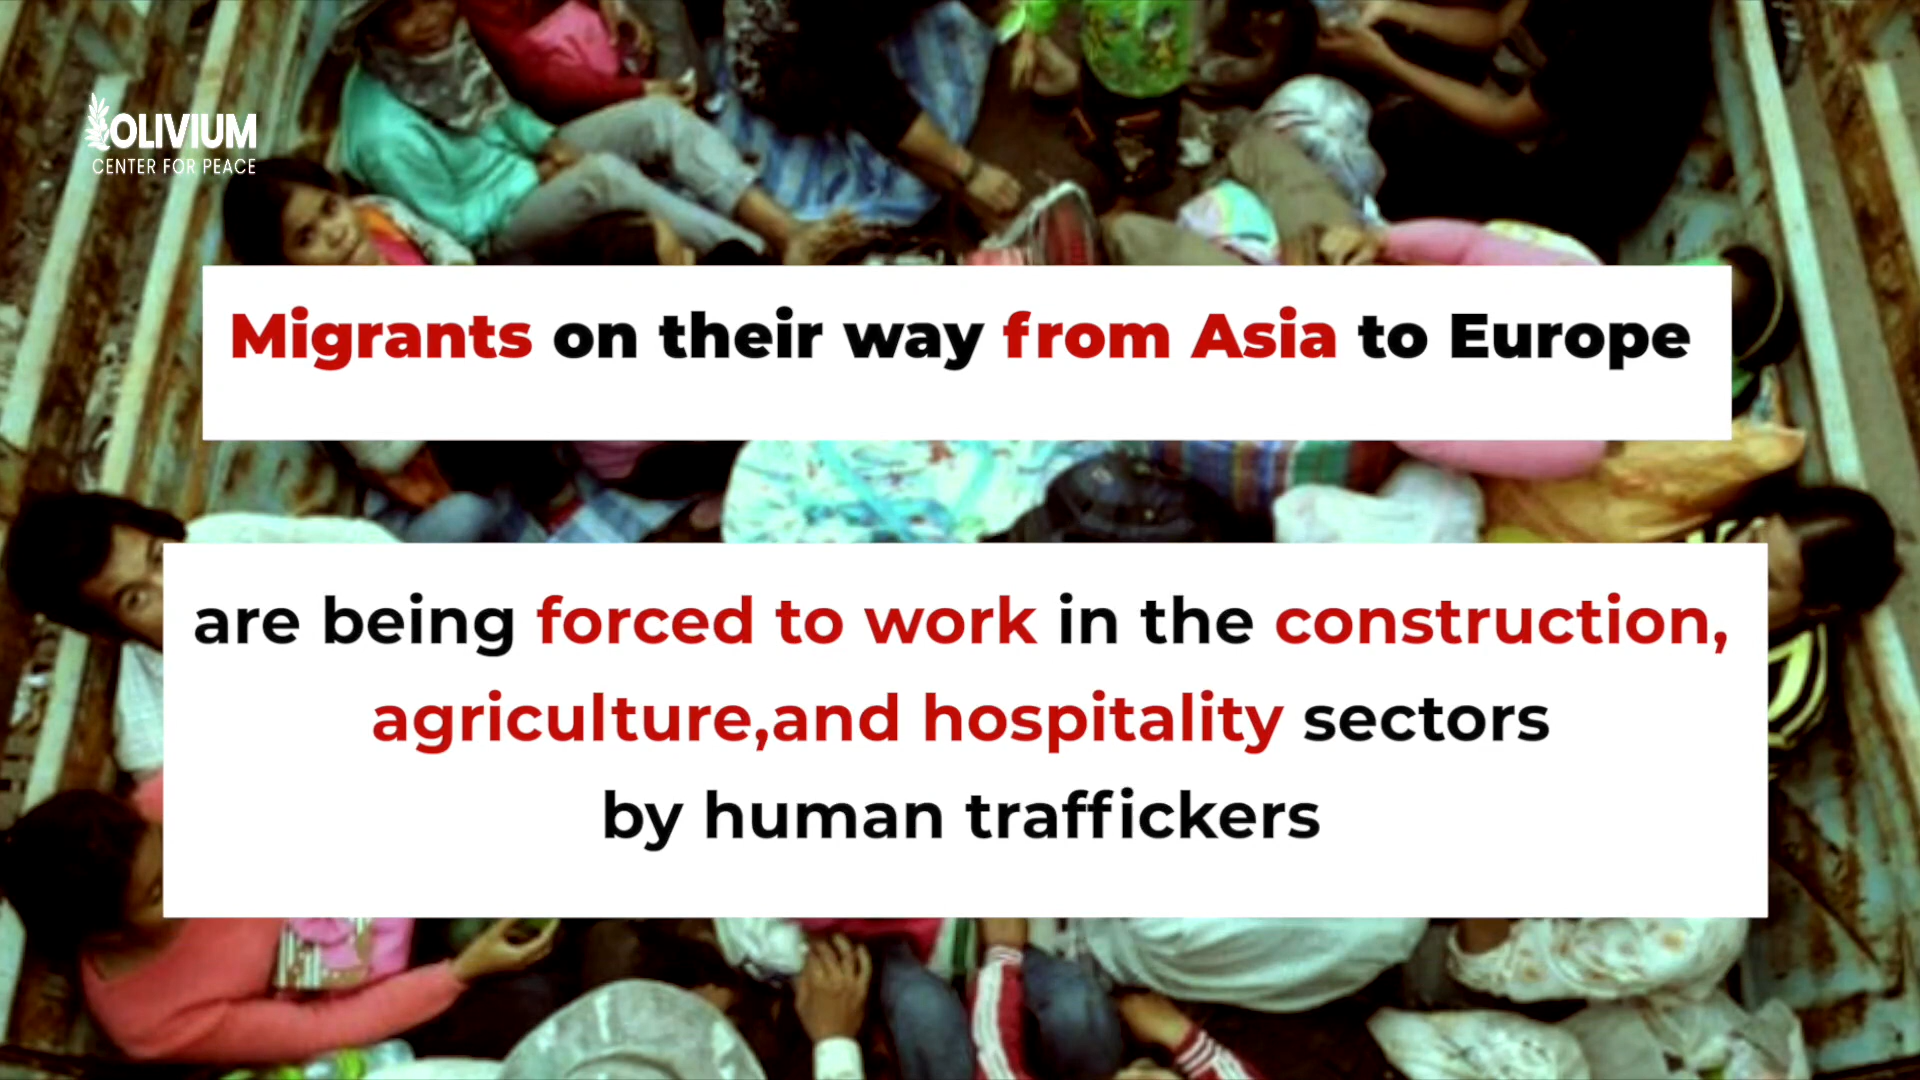 OLIVIUM
CENTER FOR PEACE
Migrants on their way from Asia to Europe
are being forced to work in the construction,
agriculture,and hospitality sectors
by human traffickers